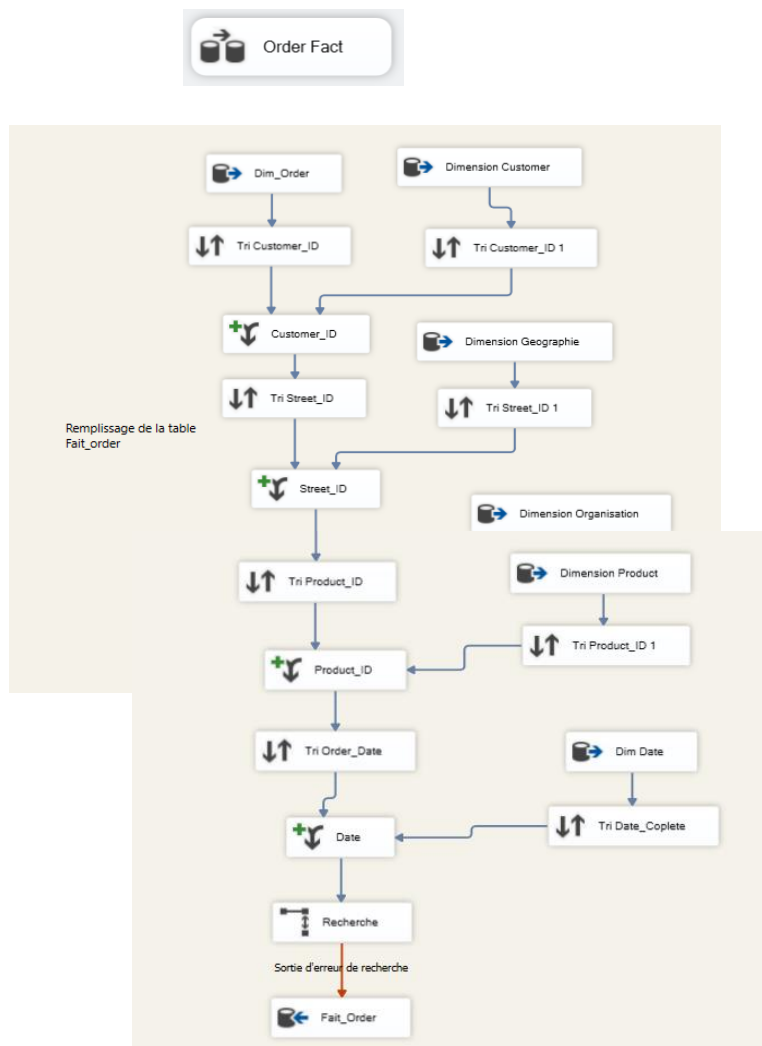 Order Fact
Dim_Order
Dimension Customer
Tri Customer_ID
Tri Customer_ID 1
Customer_ID
Dimension Geographie
Tri Street_ID
Tri Street_ID 1
Remplissage de la table
Fait_order
Street_ID
Dimension Organisation
Dimension Product
Tri Product_ID
Tri Product_ID 1
Product_ID
Tri Order_Date
Dim Date
Tri Date_Coplete
Date
Recherche
Sortie d'erreur de recherche
Fait_Order